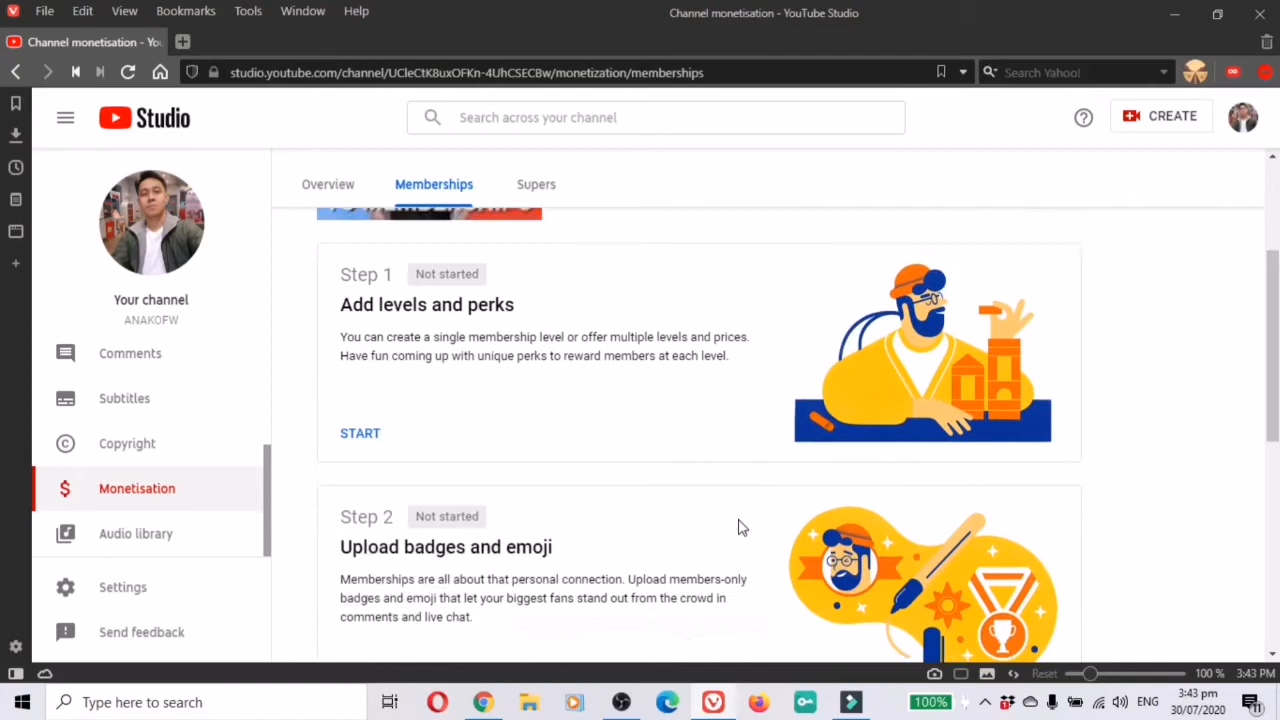 File Edit View Bookmarks Tools Window Help
Channel monetisation - YouTube Studio
Channel monetisation - You
studio.youtube.com/channel/UCleCtK8uxOFKn-4UhCSECBw/monetization/memberships
Search Yahoo!
Studio
Search across your channel
CREATE
Your channel
ANAKOFW
Comments
Subtitles
Copyright
Monetisation
Audio library
Settings
Send feedback
Overview Memberships Supers
Step 1 Not started
Add levels and perks
You can create a single membership level or offer multiple levels and prices.
Have fun coming up with unique perks to reward members at each level.
START
Step 2 Not started
Upload badges and emoji
Memberships are all about that personal connection. Upload members-only
badges and emoji that let your biggest fans stand out from the crowd in
comments and live chat.
Reset 100 % 3:43 PM
Type here to search
100% ENG
3:43 pm
30/07/2020